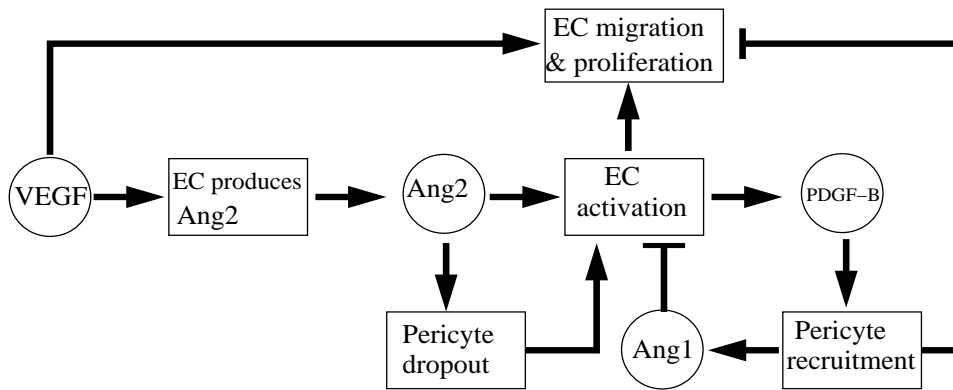 EC migration
& proliferation
VEGF
EC produces
Ang2
Ang2
EC
activation
PDGF-B
Pericyte
dropout
Ang1
Pericyte
recruitment